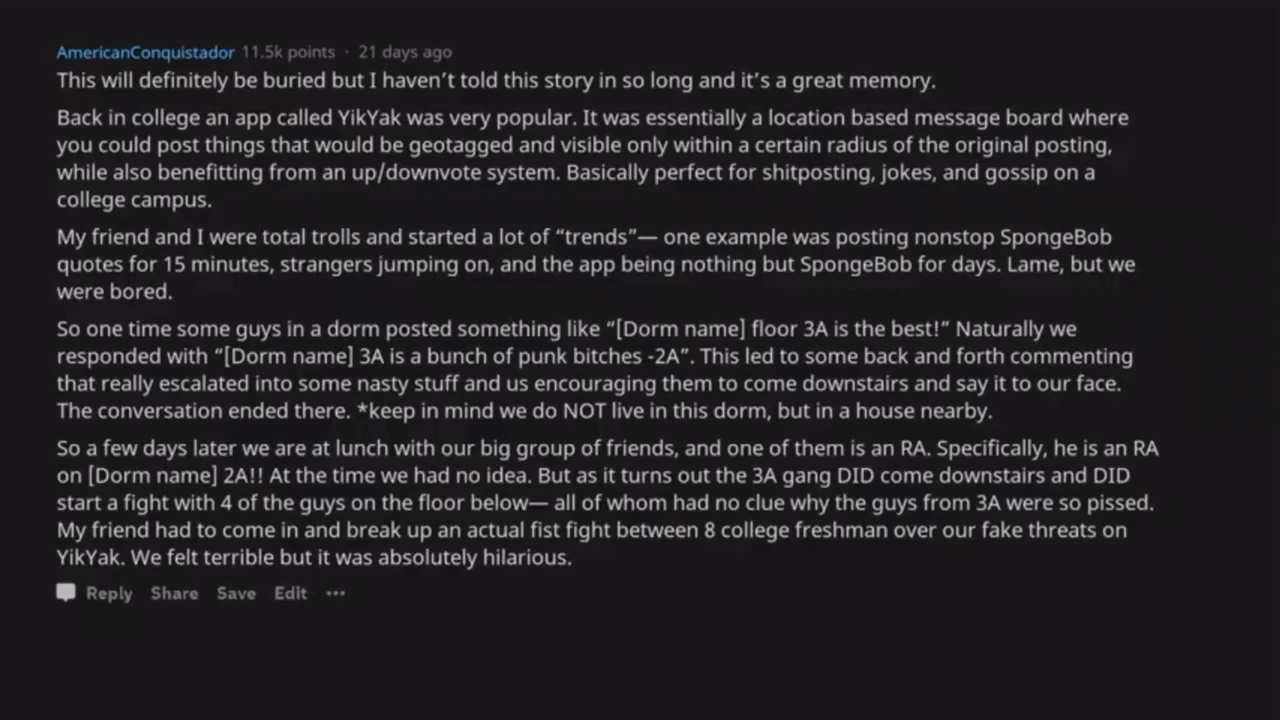 AmericanConquistador 11.5k points · 21 days ago
This will definitely be buried but I haven’t told this story in so long and it’s a great memory.
Back in college an app called YikYak was very popular. It was essentially a location based message board where
you could post things that would be geotagged and visible only within a certain radius of the original posting,
while also benefitting from an up/downvote system. Basically perfect for shitposting, jokes, and gossip on a
college campus.
My friend and I were total trolls and started a lot of “trends”— one example was posting nonstop SpongeBob
quotes for 15 minutes, strangers jumping on, and the app being nothing but SpongeBob for days. Lame, but we
were bored.
So one time some guys in a dorm posted something like “[Dorm name] floor 3A is the best!” Naturally we
responded with “[Dorm name] 3A is a bunch of punk bitches -2A”. This led to some back and forth commenting
that really escalated into some nasty stuff and us encouraging them to come downstairs and say it to our face.
The conversation ended there. *keep in mind we do NOT live in this dorm, but in a house nearby.
So a few days later we are at lunch with our big group of friends, and one of them is an RA. Specifically, he is an RA
on [Dorm name] 2A!! At the time we had no idea. But as it turns out the 3A gang DID come downstairs and DID
start a fight with 4 of the guys on the floor below— all of whom had no clue why the guys from 3A were so pissed.
My friend had to come in and break up an actual fist fight between 8 college freshman over our fake threats on
YikYak. We felt terrible but it was absolutely hilarious.
Reply Share Save Edit ···